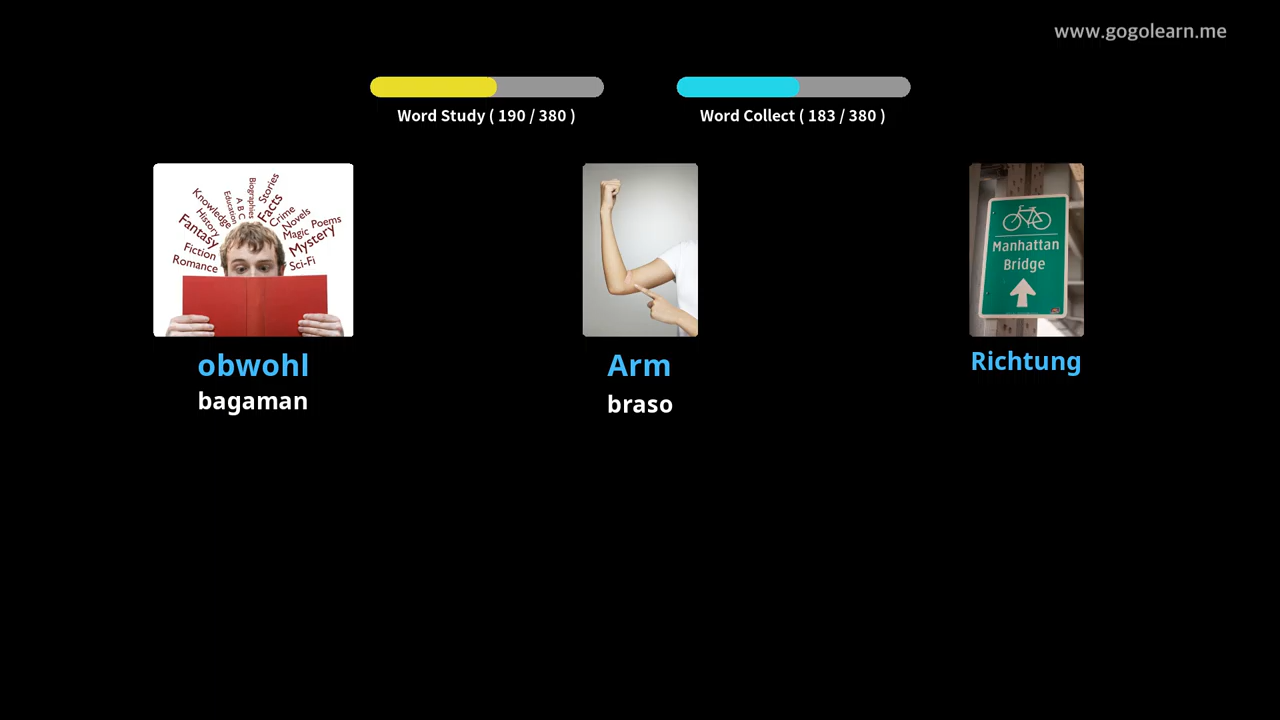 www.gogolearn.me
Word Study ( 190 / 380 )
Word Collect ( 183 / 380 )
Stories
Biographies
Facts
A B C
Education
Crime
Knowledge
Novels
History
Poems
Magic
Fantasy
Mystery
Fiction
Sci-Fi
Romance
Manhattan
Bridge
obwohl
bagaman
Arm
braso
Richtung